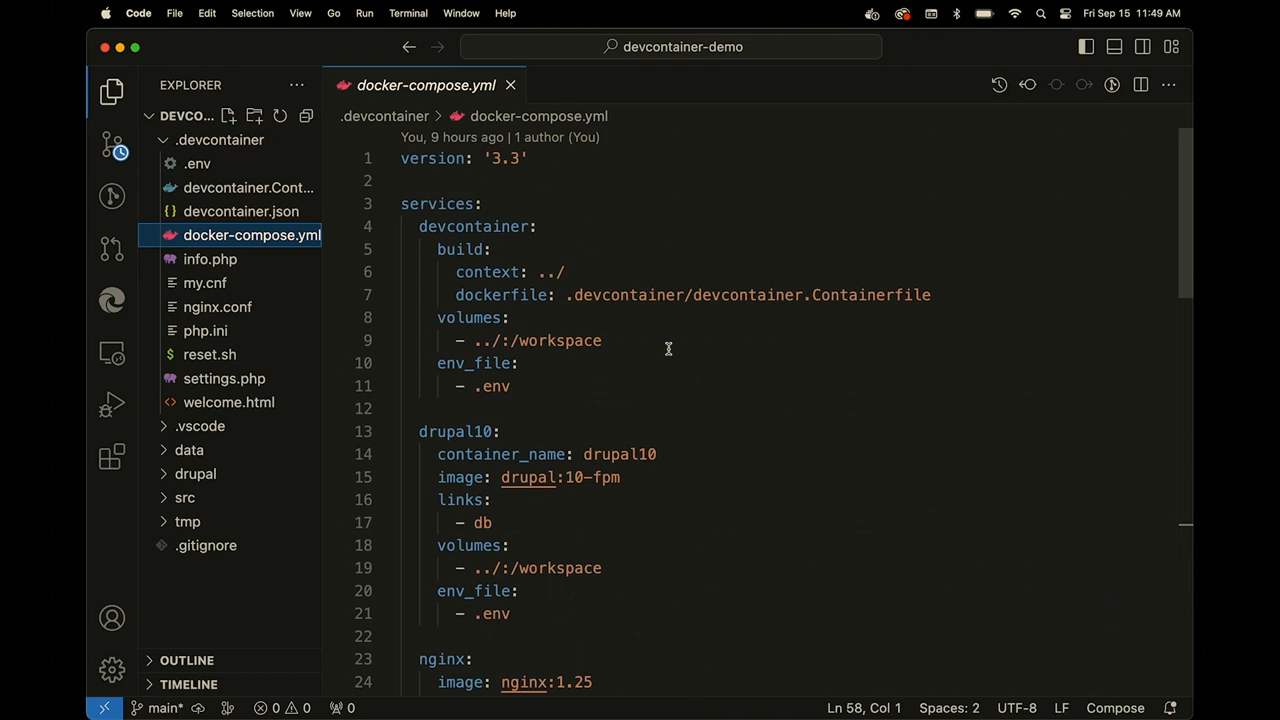 Code File Edit Selection View Go Run Terminal Window Help Fri Sep 15 11:49 AM
devcontainer-demo
EXPLORER
docker-compose.yml
DEVCO...
.devcontainer > docker-compose.yml
.devcontainer
.env
devcontainer.Cont...
devcontainer.json
docker-compose.yml
info.php
my.cnf
nginx.conf
php.ini
reset.sh
settings.php
welcome.html
.vscode
data
drupal
src
tmp
.gitignore
OUTLINE
TIMELINE
You, 9 hours ago | 1 author (You)
1 version: '3.3'
2
3 services:
4 devcontainer:
5 build:
6 context: ../
7 dockerfile: .devcontainer/devcontainer.Containerfile
8 volumes:
9 - ../:/workspace
10 env_file:
11 - .env
12
13 drupal10:
14 container_name: drupal10
15 image: drupal:10-fpm
16 links:
17 - db
18 volumes:
19 - ../:/workspace
20 env_file:
21 - .env
22
23 nginx:
24 image: nginx:1.25
main* 0 0 0 Ln 58, Col 1 Spaces: 2 UTF-8 LF Compose